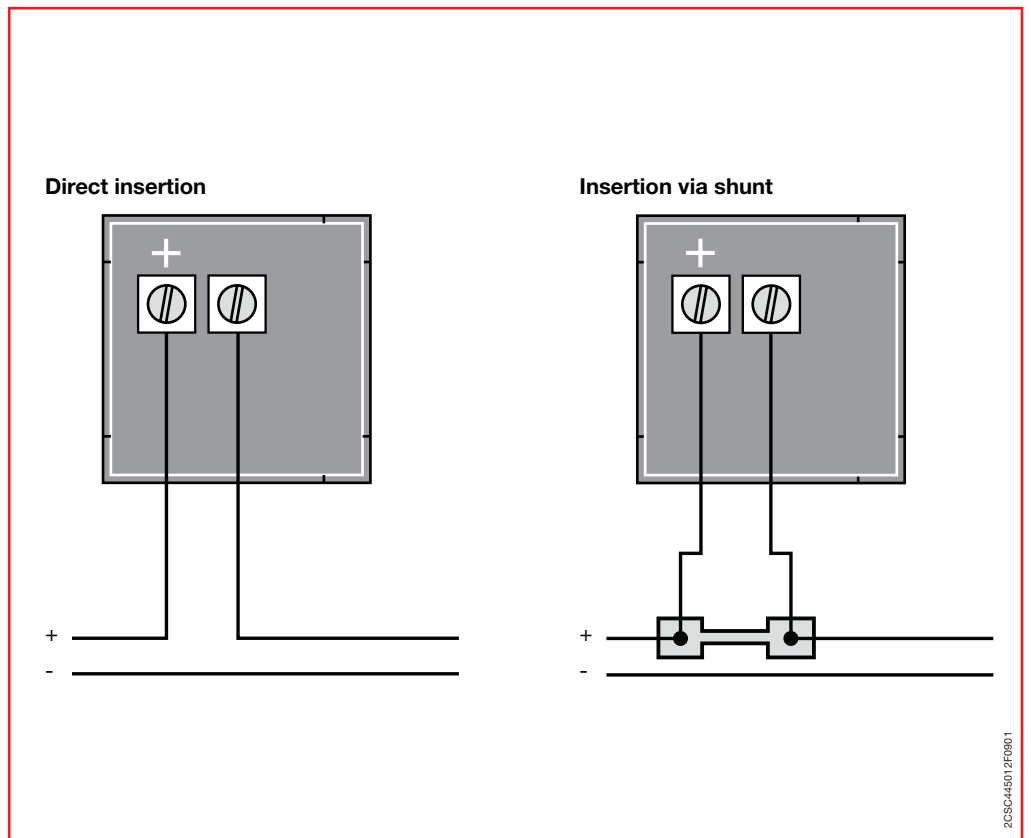 Direct insertion
Insertion via shunt
+
+
+
-
+
-
2CSC445012F0901